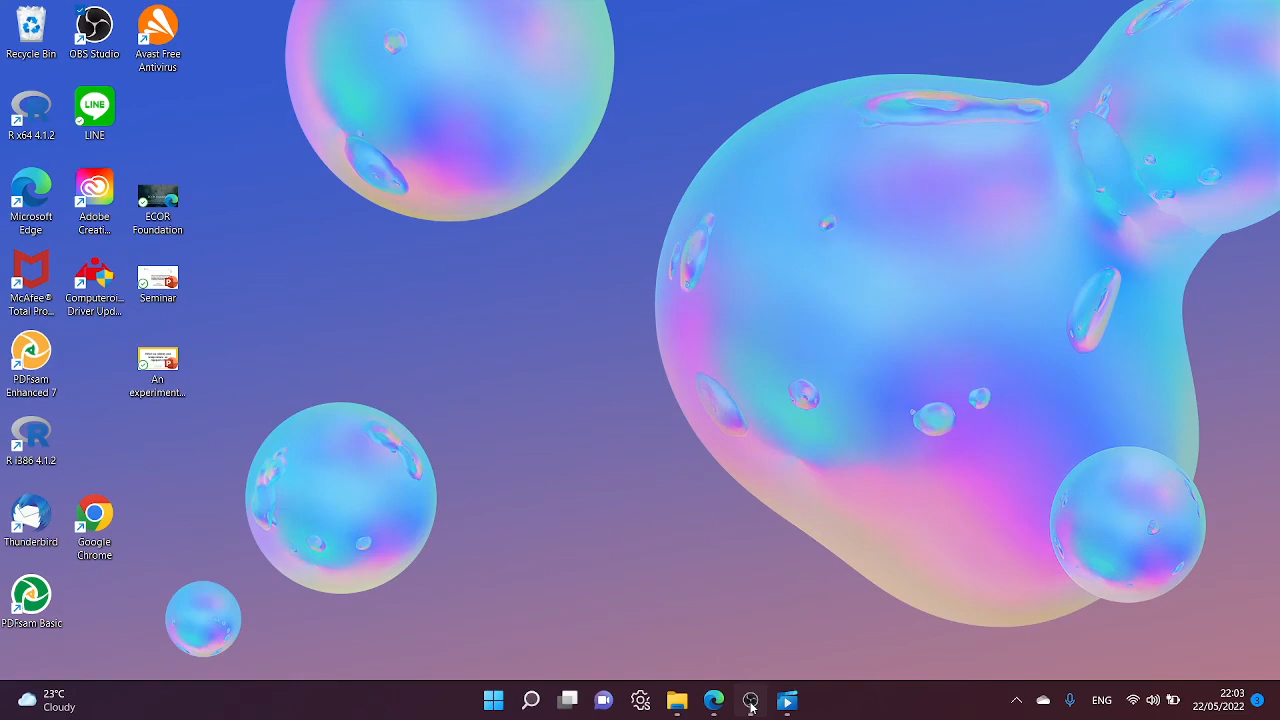 Recycle Bin
OBS Studio
Avast Free
Antivirus
R x64 4.1.2
LINE
LINE
Microsoft
Edge
Adobe
Creati...
ECOR
Foundation
McAfee®
Total Pro...
Computeroi...
Driver Upd...
Seminar
PDFsam
Enhanced 7
An
experiment...
R i386 4.1.2
Thunderbird
Google
Chrome
PDFsam Basic
23°C
Cloudy
ENG
22:03
22/05/2022
3